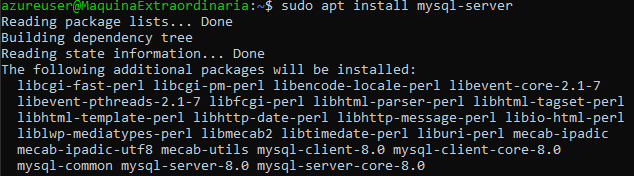 azureuser@MaquinaExtraordinaria:~$ sudo apt install mysql-server
Reading package lists... Done
Building dependency tree
Reading state information... Done
The following additional packages will be installed:
  libcgi-fast-perl libcgi-pm-perl libencode-locale-perl libevent-core-2.1-7
  libevent-pthreads-2.1-7 libfcgi-perl libhtml-parser-perl libhtml-tagset-perl
  libhtml-template-perl libhttp-date-perl libhttp-message-perl libio-html-perl
  liblwp-mediatypes-perl libmecab2 libtimedate-perl liburi-perl mecab-ipadic
  mecab-ipadic-utf8 mecab-utils mysql-client-8.0 mysql-client-core-8.0
  mysql-common mysql-server-8.0 mysql-server-core-8.0